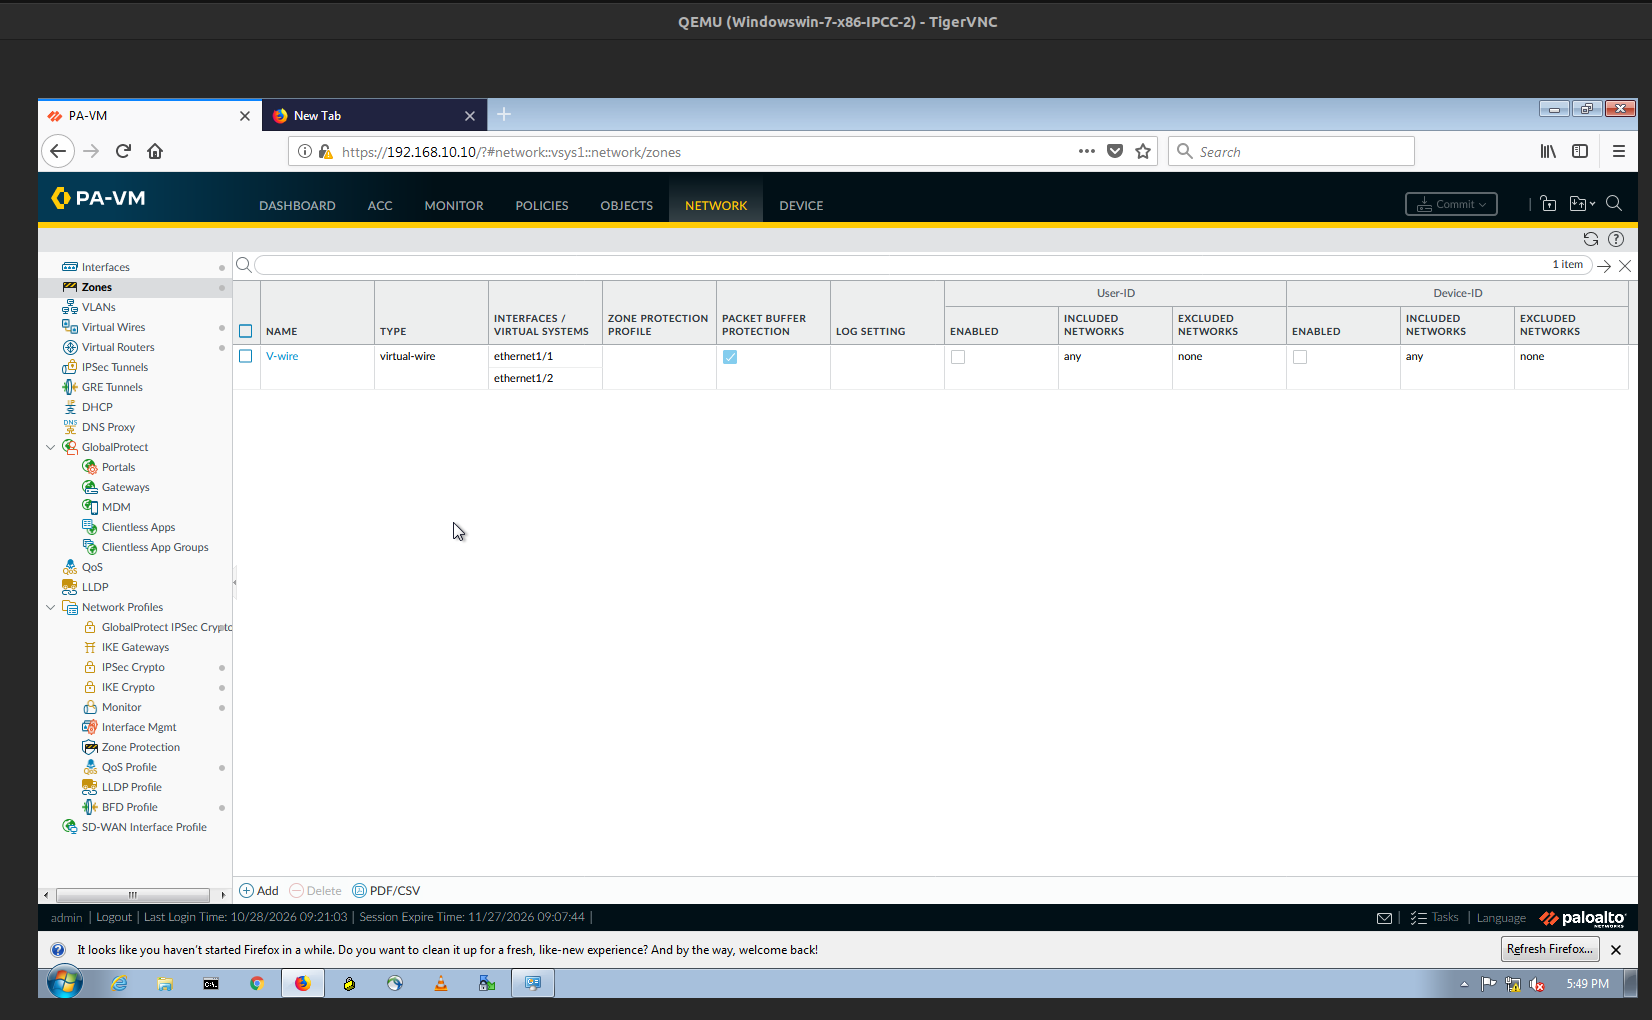 QEMU (Windowswin-7-x86-IPCC-2) - TigerVNC
PA-VM
New Tab
https://192.168.10.10/?#network::vsys1::network/zones
Search
PA-VM
DASHBOARD
ACC
MONITOR
POLICIES
OBJECTS
NETWORK
DEVICE
Commit
Interfaces
Zones
VLANs
Virtual Wires
Virtual Routers
IPSec Tunnels
GRE Tunnels
DHCP
DNS Proxy
GlobalProtect
Portals
Gateways
MDM
Clientless Apps
Clientless App Groups
QoS
LLDP
Network Profiles
GlobalProtect IPSec Crypto
IKE Gateways
IPSec Crypto
IKE Crypto
Monitor
Interface Mgmt
Zone Protection
QoS Profile
LLDP Profile
BFD Profile
SD-WAN Interface Profile
1 item
User-ID
Device-ID
NAME
TYPE
INTERFACES /
VIRTUAL SYSTEMS
ZONE PROTECTION
PROFILE
PACKET BUFFER
PROTECTION
LOG SETTING
ENABLED
INCLUDED
NETWORKS
EXCLUDED
NETWORKS
ENABLED
INCLUDED
NETWORKS
EXCLUDED
NETWORKS
V-wire
virtual-wire
ethernet1/1
ethernet1/2
any
none
any
none
Add
Delete
PDF/CSV
admin | Logout | Last Login Time: 10/28/2026 09:21:03 | Session Expire Time: 11/27/2026 09:07:44 |
Tasks | Language
paloalto
NETWORKS
It looks like you haven't started Firefox in a while. Do you want to clean it up for a fresh, like-new experience? And by the way, welcome back!
Refresh Firefox...
5:49 PM